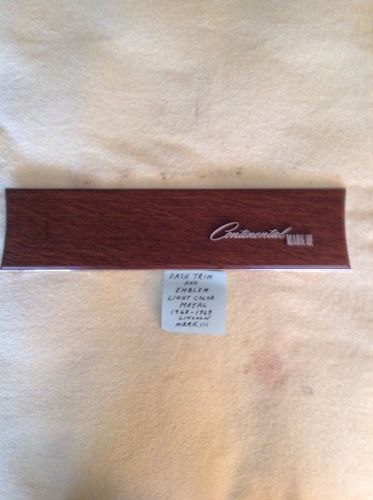 Continental MARK III
DASH TRIM
AND
EMBLEM
LIGHT COLOR
METAL
1968-1969
LINCOLN
MARK III